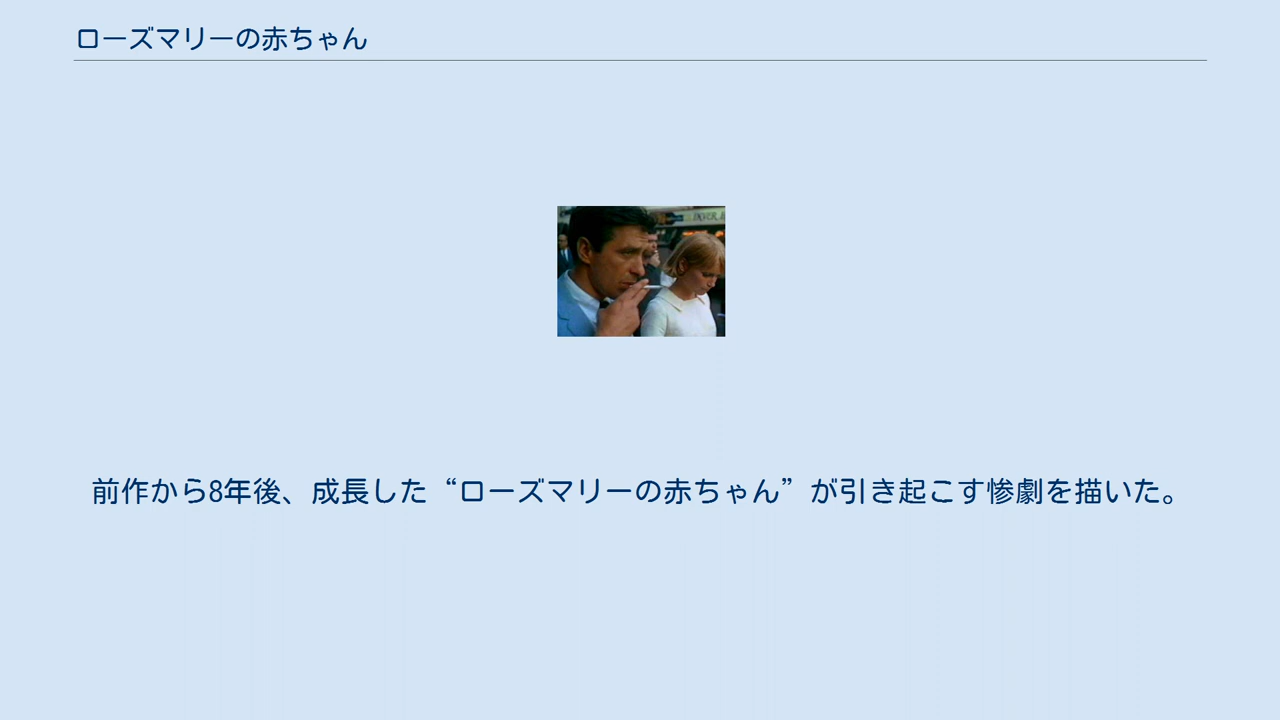 ローズマリーの赤ちゃん
前作から8年後、成長した“ローズマリーの赤ちゃん”が引き起こす惨劇を描いた。